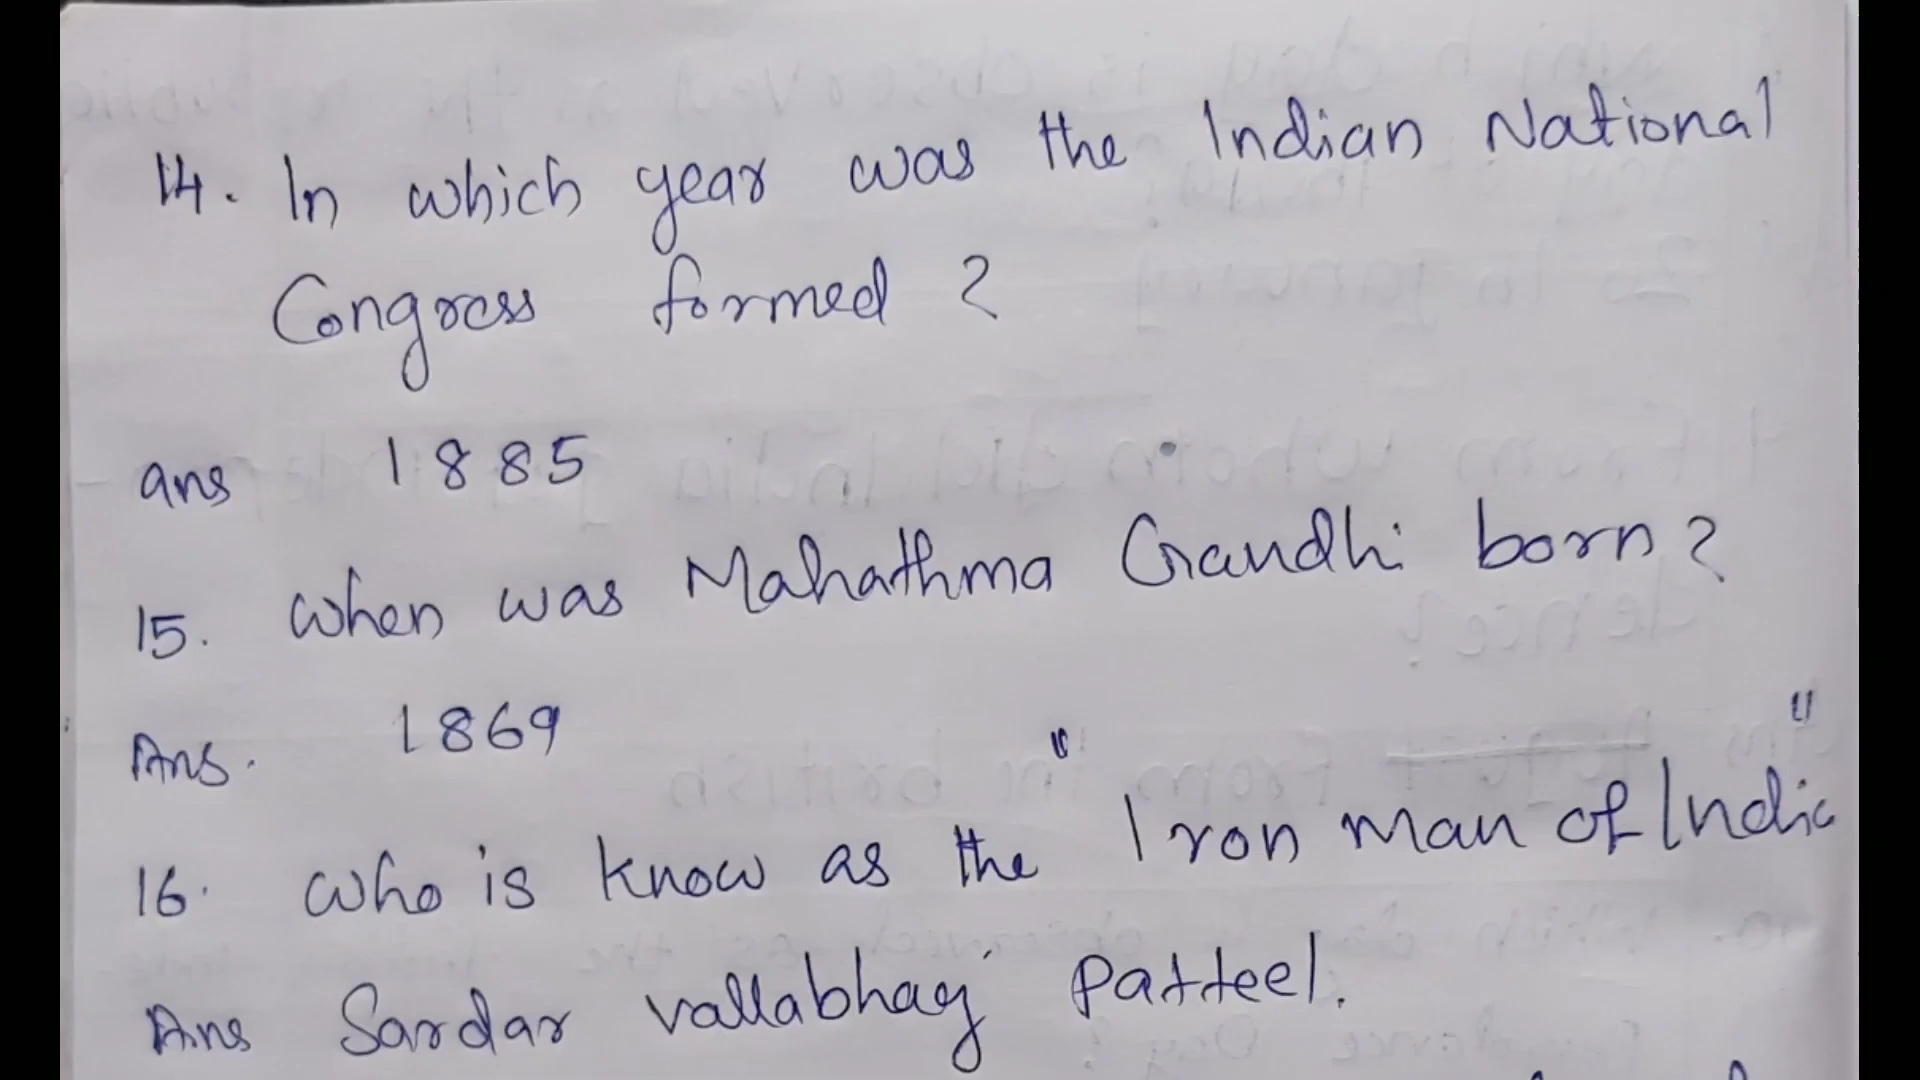 14. In which year was the Indian National
Congress formed ?
ans 1885
15. When was Mahathma Gandhi born ?
Ans. 1869
16. Who is know as the "Iron man of India"
Ans Sardar vallabhay patteel.